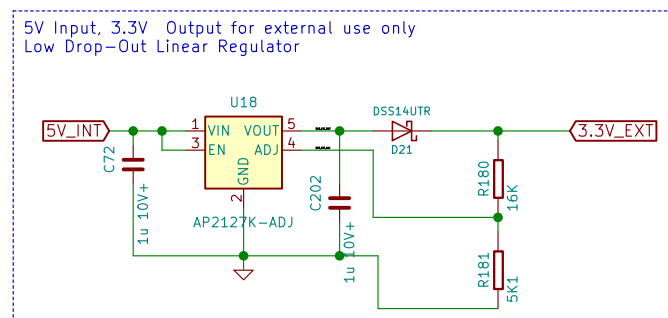 5V Input, 3.3V  Output for external use only
Low Drop-Out Linear Regulator
U18
DSS14UTR
5V_INT
1
VIN
VOUT
5
3.3V_EXT
3
EN
ADJ
4
D21
C72
GND
2
C202
R180
16K
AP2127K-ADJ
1u 10V+
1u 10V+
R181
5K1